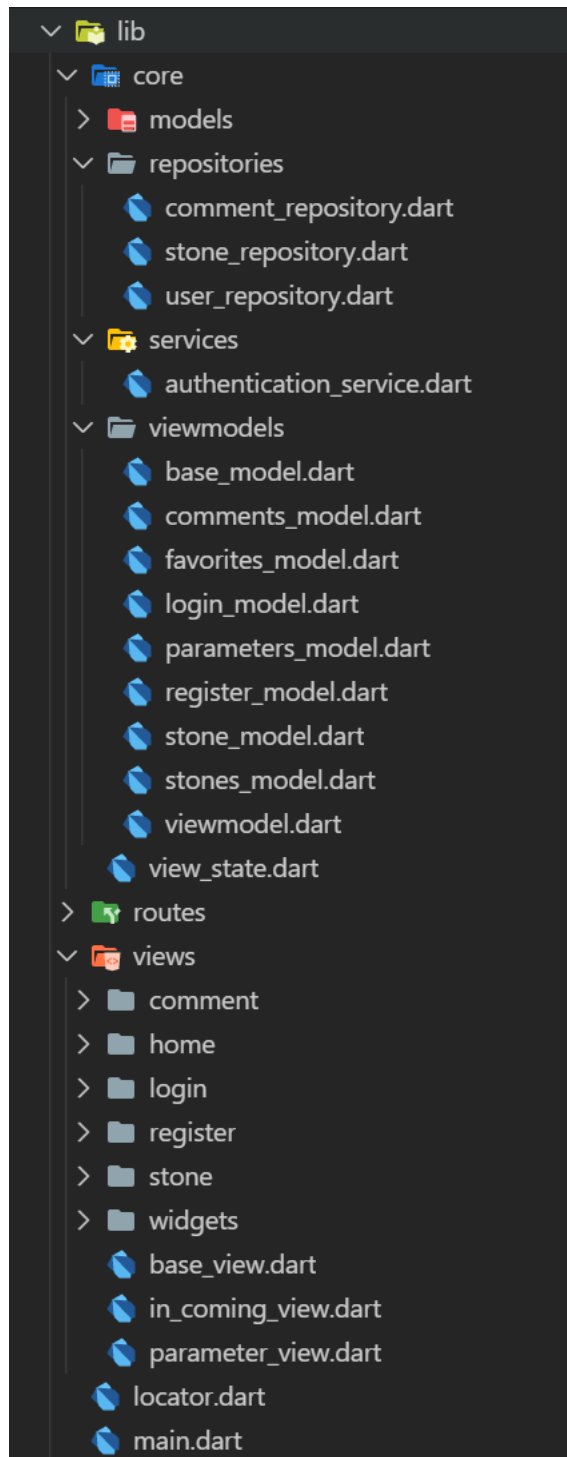 lib
core
models
repositories
comment_repository.dart
stone_repository.dart
user_repository.dart
services
authentication_service.dart
viewmodels
base_model.dart
comments_model.dart
favorites_model.dart
login_model.dart
parameters_model.dart
register_model.dart
stone_model.dart
stones_model.dart
viewmodel.dart
view_state.dart
routes
views
comment
home
login
register
stone
widgets
base_view.dart
in_coming_view.dart
parameter_view.dart
locator.dart
main.dart